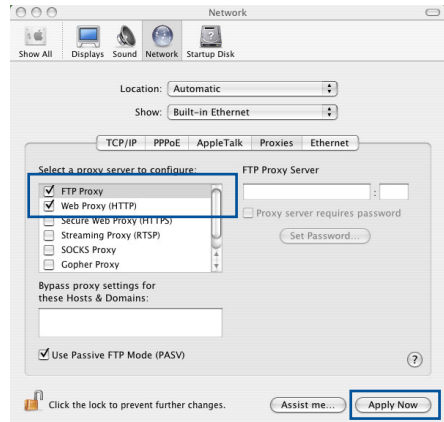 Network
Show All Displays Sound Network Startup Disk
Location: Automatic
Show: Built-in Ethernet
TCP/IP PPPoE AppleTalk Proxies Ethernet
Select a proxy server to configure: FTP Proxy Server
FTP Proxy
Web Proxy (HTTP) :
Secure Web Proxy (HTTPS) Proxy server requires password
Streaming Proxy (RTSP) Set Password...
SOCKS Proxy
Gopher Proxy
Bypass proxy settings for
these Hosts & Domains:
Use Passive FTP Mode (PASV) ?
Click the lock to prevent further changes. Assist me... Apply Now